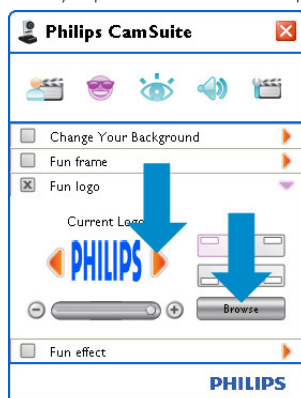 Philips CamSuite
Change Your Background
Fun frame
Fun logo
Current Logo
PHILIPS
Browse
Fun effect
PHILIPS